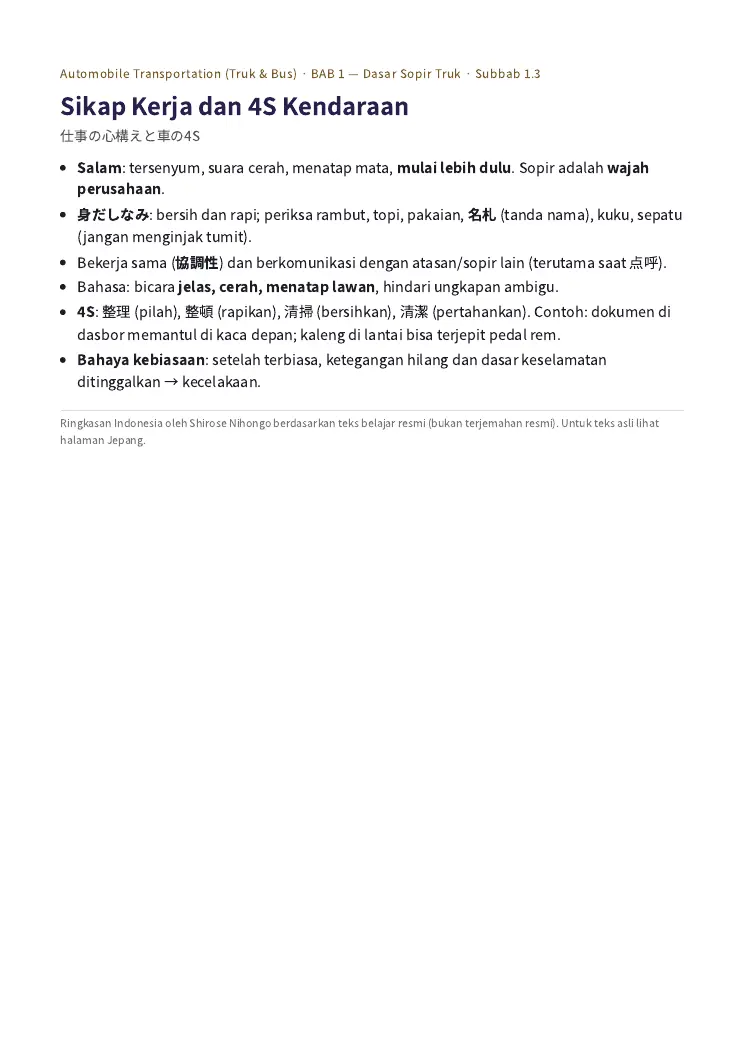 Automobile Transportation (Truk & Bus) · BAB 1 — Dasar Sopir Truk · Subbab 1.3
Sikap Kerja dan 4S Kendaraan
仕事の心構えと車の4S
• Salam: tersenyum, suara cerah, menatap mata, mulai lebih dulu. Sopir adalah wajah
perusahaan.
• 身だしなみ: bersih dan rapi; periksa rambut, topi, pakaian, 名札 (tanda nama), kuku, sepatu
(jangan menginjak tumit).
• Bekerja sama (協調性) dan berkomunikasi dengan atasan/sopir lain (terutama saat 点呼).
• Bahasa: bicara jelas, cerah, menatap lawan, hindari ungkapan ambigu.
• 4S: 整理 (pilah), 整頓 (rapikan), 清掃 (bersihkan), 清潔 (pertahankan). Contoh: dokumen di
dasbor memantul di kaca depan; kaleng di lantai bisa terjepit pedal rem.
• Bahaya kebiasaan: setelah terbiasa, ketegangan hilang dan dasar keselamatan
ditinggalkan → kecelakaan.
Ringkasan Indonesia oleh Shirose Nihongo berdasarkan teks belajar resmi (bukan terjemahan resmi). Untuk teks asli lihat
halaman Jepang.